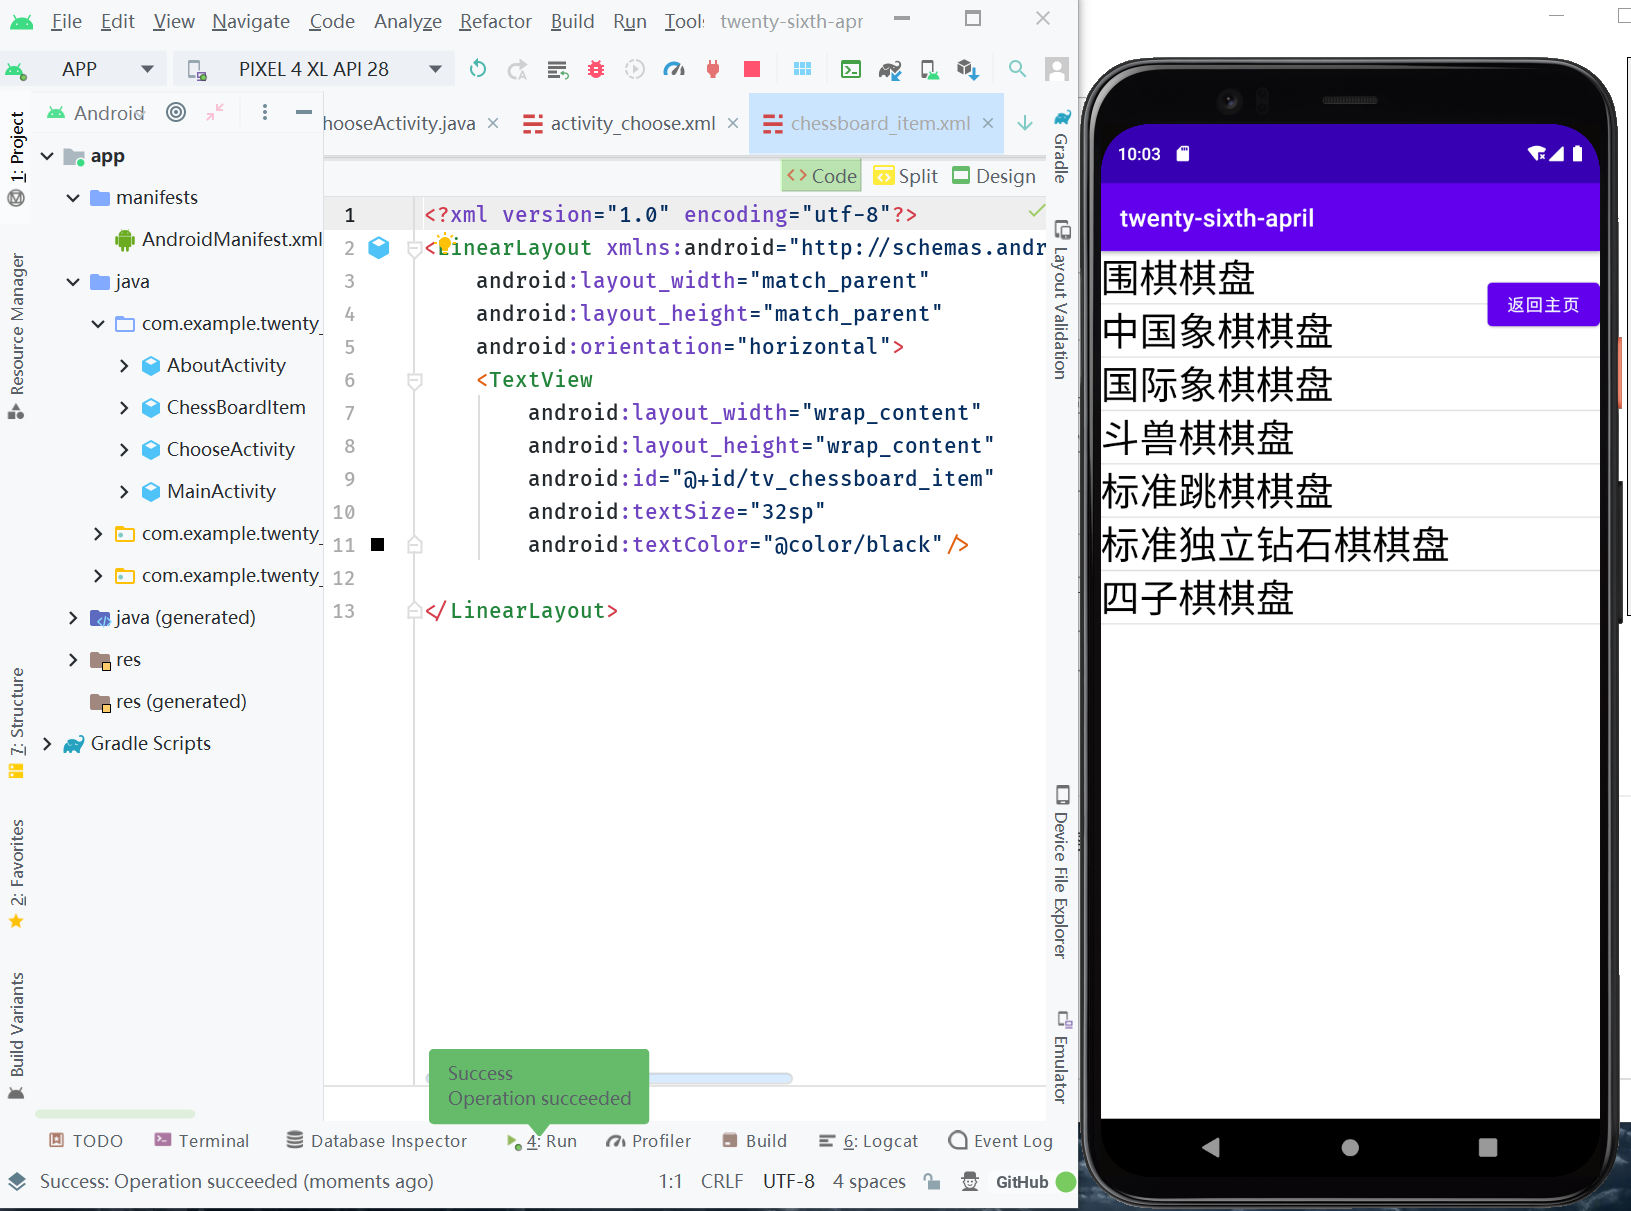 File Edit View Navigate Code Analyze Refactor Build Run Tools twenty-sixth-apr
APP PIXEL 4 XL API 28
Android
hooseActivity.java activity_choose.xml chessboard_item.xml
Code Split Design
1: Project
Resource Manager
7: Structure
2: Favorites
Build Variants
app
manifests
AndroidManifest.xml
java
com.example.twenty_
AboutActivity
ChessBoardItem
ChooseActivity
MainActivity
com.example.twenty_
com.example.twenty_
java (generated)
res
res (generated)
Gradle Scripts
1 <?xml version="1.0" encoding="utf-8"?>
2 <LinearLayout xmlns:android="http://schemas.andr
3 android:layout_width="match_parent"
4 android:layout_height="match_parent"
5 android:orientation="horizontal">
6 <TextView
7 android:layout_width="wrap_content"
8 android:layout_height="wrap_content"
9 android:id="@+id/tv_chessboard_item"
10 android:textSize="32sp"
11 android:textColor="@color/black"/>
12
13 </LinearLayout>
Gradle
Layout Validation
Device File Explorer
Emulator
Success
Operation succeeded
TODO Terminal Database Inspector 4: Run Profiler Build 6: Logcat Event Log
Success: Operation succeeded (moments ago) 1:1 CRLF UTF-8 4 spaces GitHub
10:03
twenty-sixth-april
围棋棋盘
返回主页
中国象棋棋盘
国际象棋棋盘
斗兽棋棋盘
标准跳棋棋盘
标准独立钻石棋棋盘
四子棋棋盘